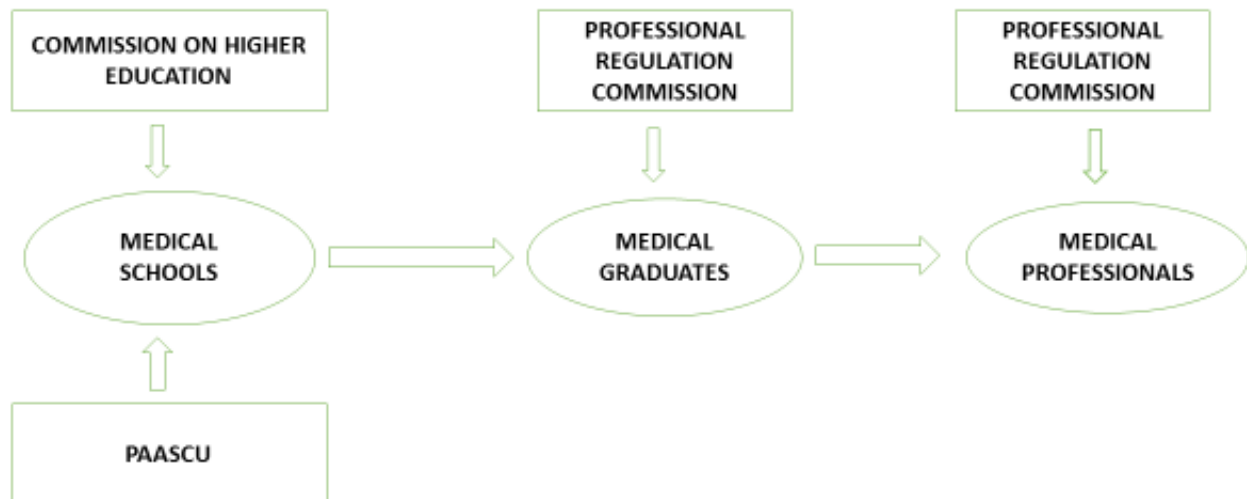 COMMISSION ON HIGHER
EDUCATION
PROFESSIONAL
REGULATION
COMMISSION
PROFESSIONAL
REGULATION
COMMISSION
MEDICAL
SCHOOLS
MEDICAL
GRADUATES
MEDICAL
PROFESSIONALS
PAASCU